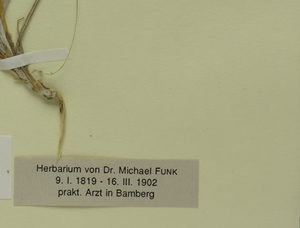 Herbarium von Dr. Michael FUNK
9. I. 1819 - 16. III. 1902
prakt. Arzt in Bamberg